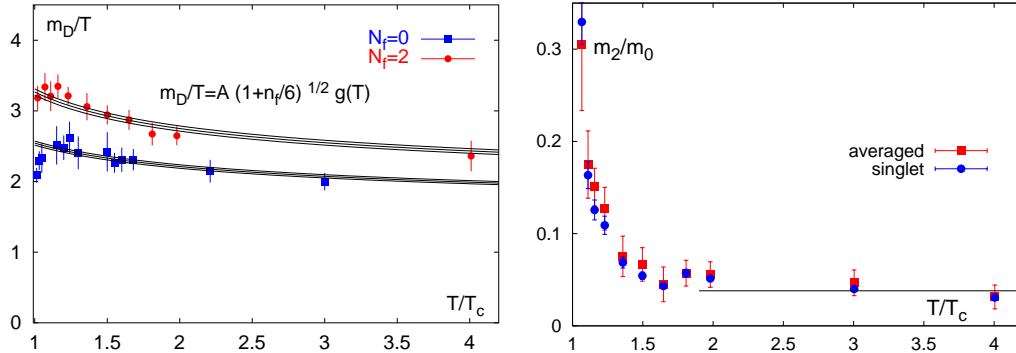 m_D/T
4
3
2
1
0
N_f=0
N_f=2
m_D/T=A (1+n_f/6) ^1/2 g(T)
T/T_c
1 1.5 2 2.5 3 3.5 4
0.3
0.2
0.1
0
m_2/m_0
averaged
singlet
T/T_c
1 1.5 2 2.5 3 3.5 4